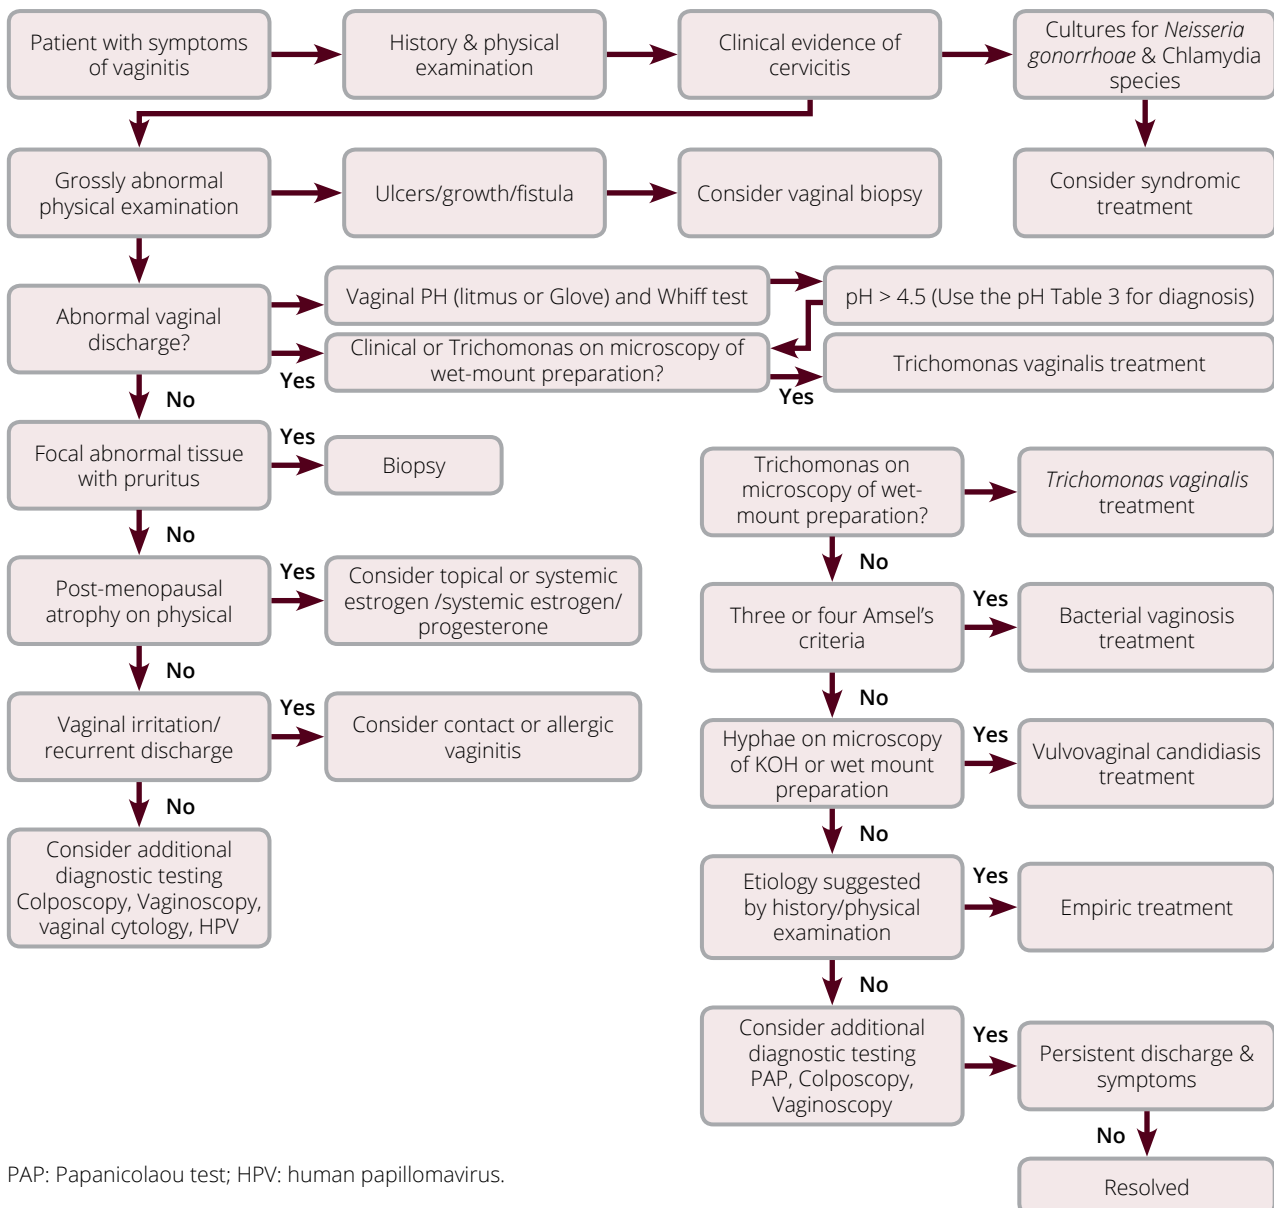 Patient with symptoms
of vaginitis
History & physical
examination
Clinical evidence of
cervicitis
Cultures for Neisseria
gonorrhoae & Chlamydia
species
Grossly abnormal
physical examination
Ulcers/growth/fistula
Consider vaginal biopsy
Consider syndromic
treatment
Abnormal vaginal
discharge?
Vaginal PH (litmus or Glove) and Whiff test
pH > 4.5 (Use the pH Table 3 for diagnosis)
Yes
Clinical or Trichomonas on microscopy of
wet-mount preparation?
Yes
Trichomonas vaginalis treatment
No
Focal abnormal tissue
with pruritus
Yes
Biopsy
No
Post-menopausal
atrophy on physical
Yes
Consider topical or systemic
estrogen /systemic estrogen/
progesterone
No
Vaginal irritation/
recurrent discharge
Yes
Consider contact or allergic
vaginitis
No
Consider additional
diagnostic testing
Colposcopy, Vaginoscopy,
vaginal cytology, HPV
Trichomonas on
microscopy of wet-
mount preparation?
Trichomonas vaginalis
treatment
No
Three or four Amsel’s
criteria
Yes
Bacterial vaginosis
treatment
No
Hyphae on microscopy
of KOH or wet mount
preparation
Yes
Vulvovaginal candidiasis
treatment
No
Etiology suggested
by history/physical
examination
Yes
Empiric treatment
No
Consider additional
diagnostic testing
PAP, Colposcopy,
Vaginoscopy
Yes
Persistent discharge &
symptoms
No
Resolved
PAP: Papanicolaou test; HPV: human papillomavirus.